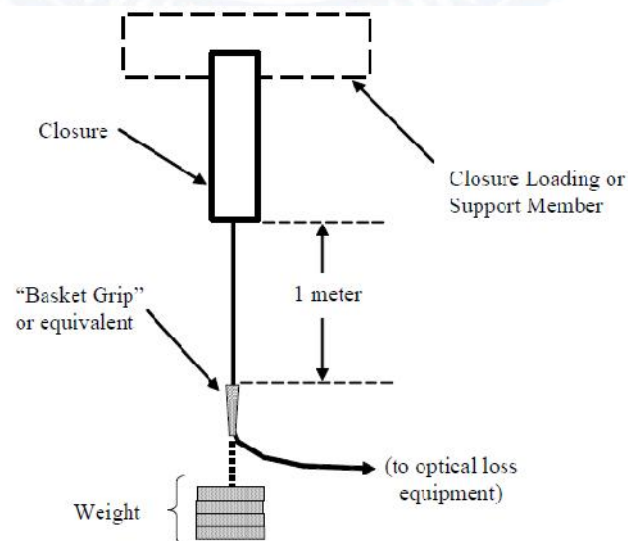 Closure
Closure Loading or
Support Member
1 meter
“Basket Grip”
or equivalent
(to optical loss
equipment)
Weight